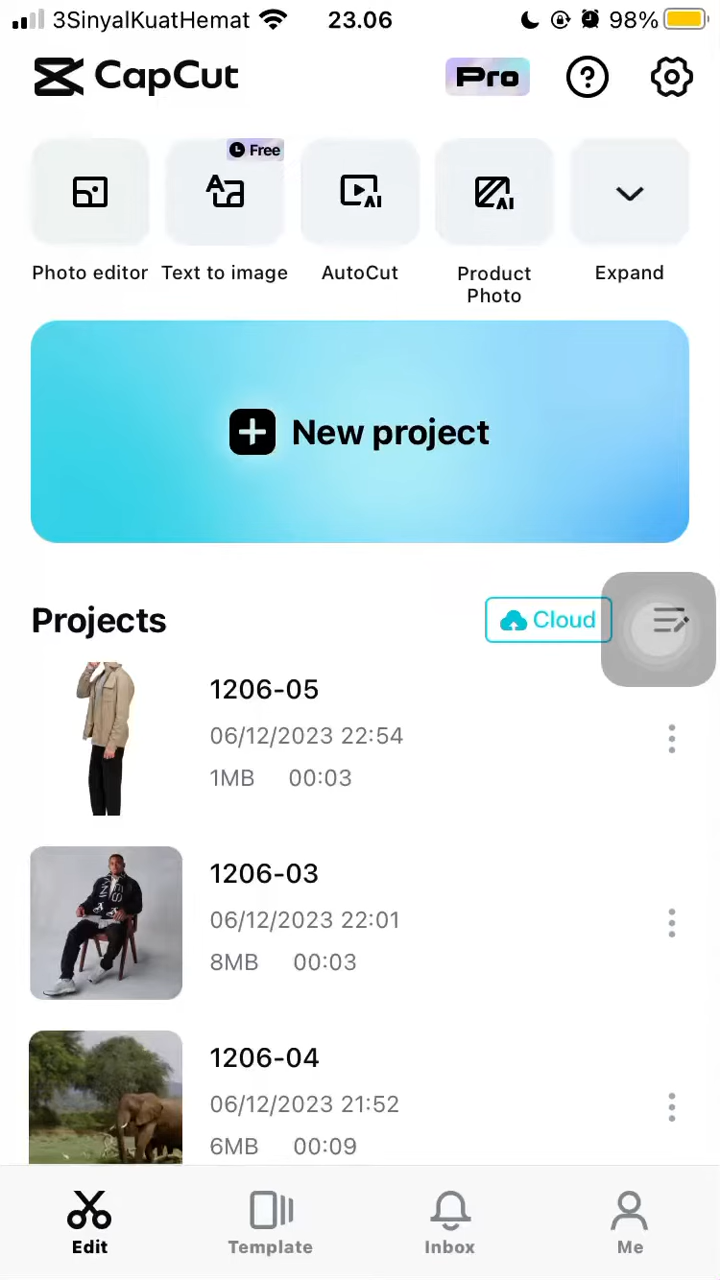 3SinyalKuatHemat 23.06 98%
CapCut Pro
Free
AI AI
Photo editor Text to image AutoCut Product Photo Expand
New project
Projects Cloud
1206-05
06/12/2023 22:54
1MB 00:03
1206-03
06/12/2023 22:01
8MB 00:03
1206-04
06/12/2023 21:52
6MB 00:09
Edit Template Inbox Me